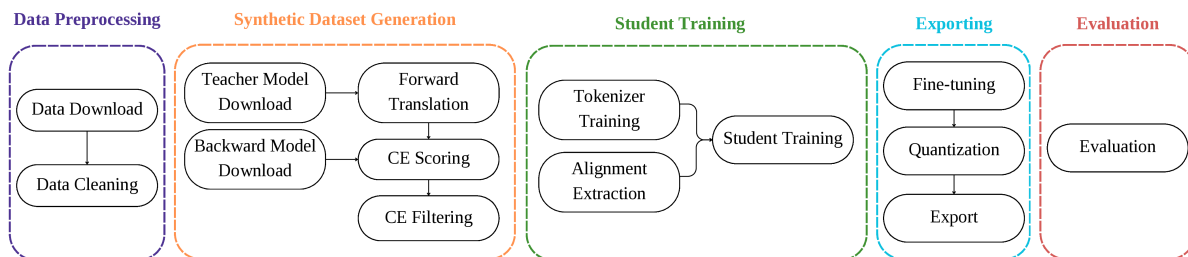 Data Preprocessing
Data Download
Data Cleaning
Synthetic Dataset Generation
Teacher Model
Download
Forward
Translation
Backward Model
Download
CE Scoring
CE Filtering
Student Training
Tokenizer
Training
Alignment
Extraction
Student Training
Exporting
Fine-tuning
Quantization
Export
Evaluation
Evaluation